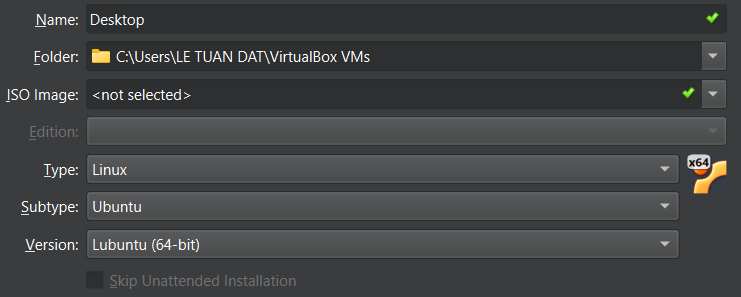 Name: Desktop
Folder: C:\Users\LE TUAN DAT\VirtualBox VMs
ISO Image: <not selected>
Edition:
Type: Linux x64
Subtype: Ubuntu
Version: Lubuntu (64-bit)
Skip Unattended Installation